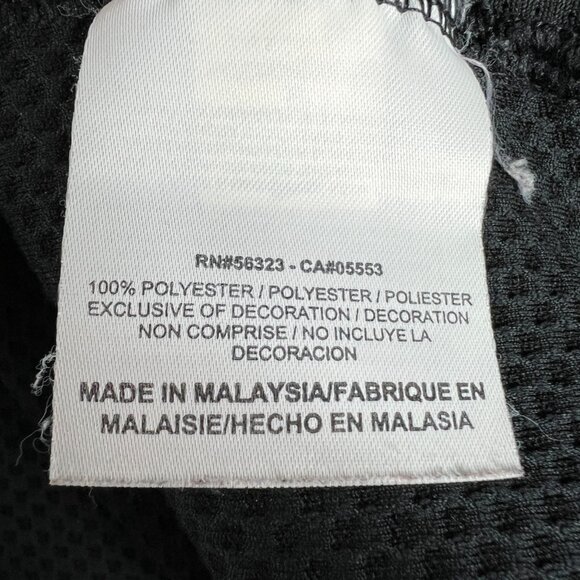 RN#56323 - CA#05553
100% POLYESTER / POLYESTER / POLIESTER
EXCLUSIVE OF DECORATION / DECORATION
NON COMPRISE / NO INCLUYE LA
DECORACION
MADE IN MALAYSIA/FABRIQUE EN
MALAISIE/HECHO EN MALASIA